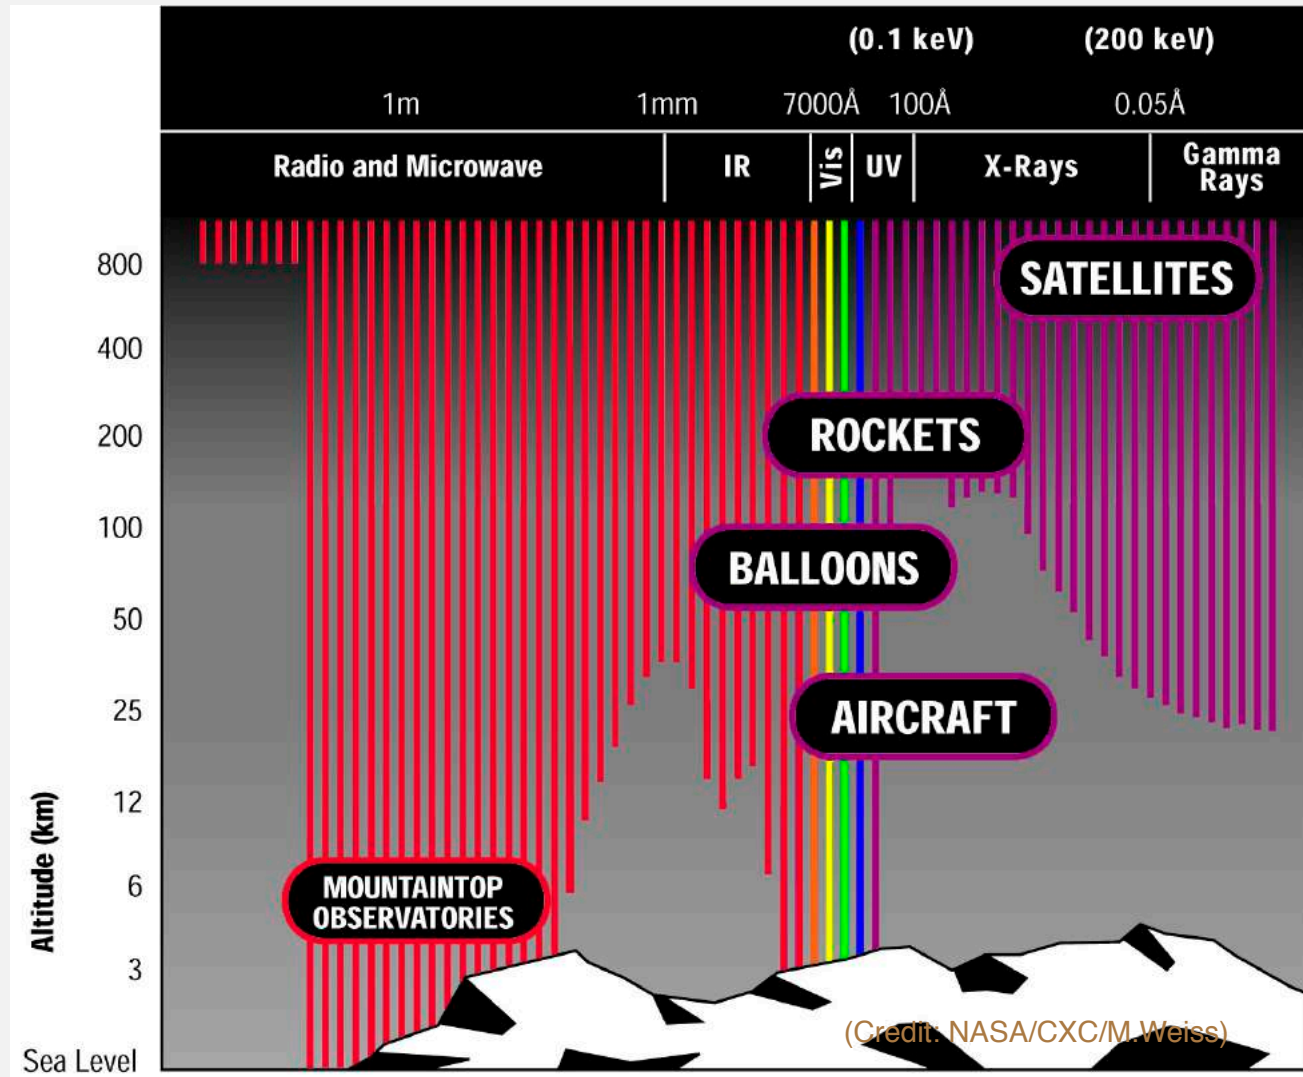 (0.1 keV) (200 keV)
1m 1mm 7000Å 100Å 0.05Å
Radio and Microwave IR Vis UV X-Rays Gamma Rays
800
SATELLITES
400
200
ROCKETS
100
BALLOONS
50
25
AIRCRAFT
12
Altitude (km)
6
MOUNTAINTOP
OBSERVATORIES
3
(Credit: NASA/CXC/M.Weiss)
Sea Level